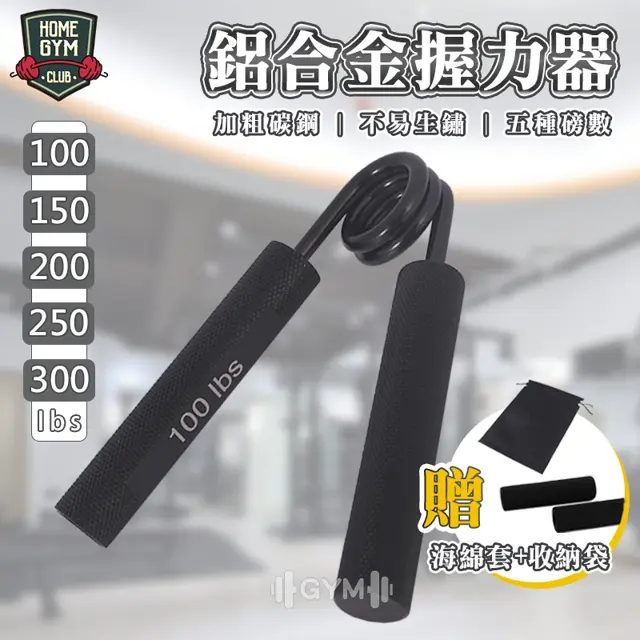 HOME
GYM
CLUB
鋁合金握力器
加粗碳鋼 | 不易生鏽 | 五種磅數
100
150
200
250
300
lbs
100 lbs
贈
海綿套+收納袋
GYM